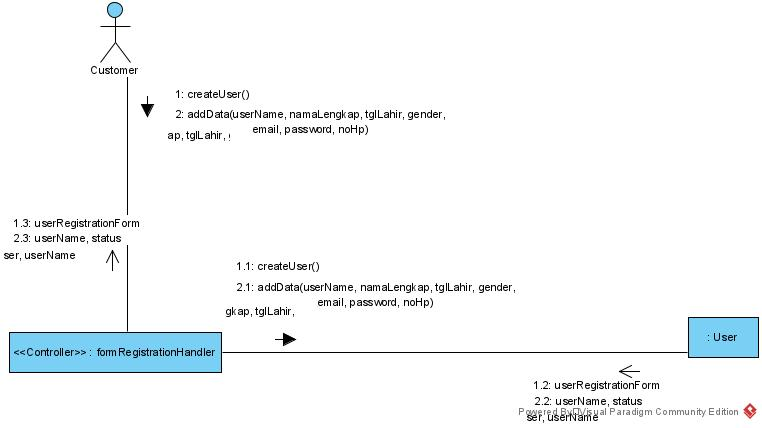 Customer
1: createUser()
2: addData(userName, namaLengkap, tglLahir, gender,
email, password, noHp)
ap, tglLahir,
1.3: userRegistrationForm
2.3: userName, status
ser, userName
1.1: createUser()
2.1: addData(userName, namaLengkap, tglLahir, gender,
email, password, noHp)
gkap, tglLahir,
<<Controller>> : formRegistrationHandler
: User
1.2: userRegistrationForm
2.2: userName, status
ser, userName
Powered By Visual Paradigm Community Edition